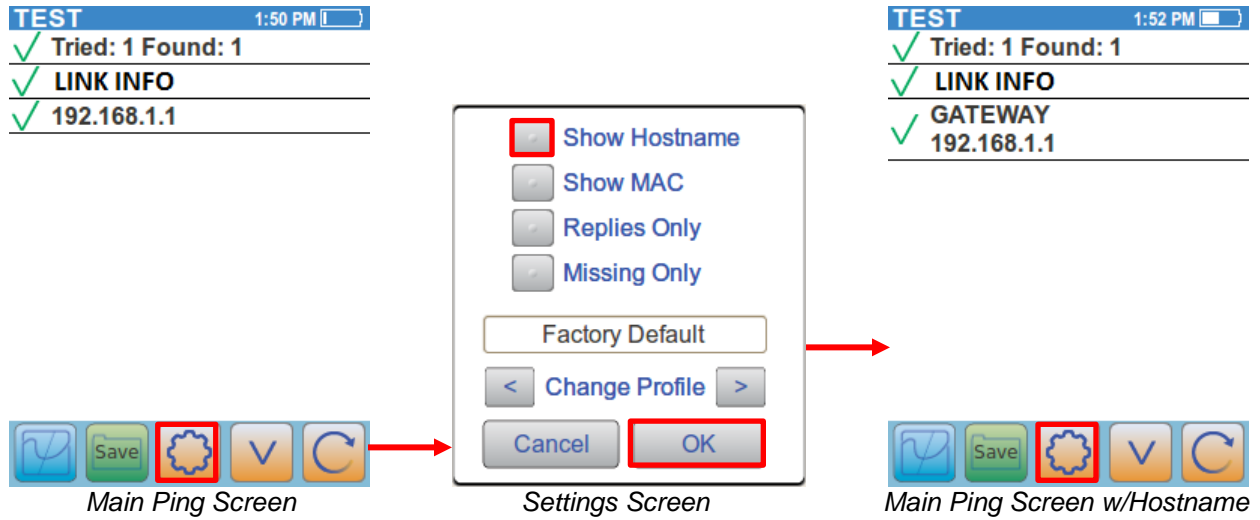 TEST 1:50 PM
Tried: 1 Found: 1
LINK INFO
192.168.1.1
Save
Main Ping Screen
Show Hostname
Show MAC
Replies Only
Missing Only
Factory Default
< Change Profile >
Cancel OK
Settings Screen
TEST 1:52 PM
Tried: 1 Found: 1
LINK INFO
GATEWAY
192.168.1.1
Save
Main Ping Screen w/Hostname